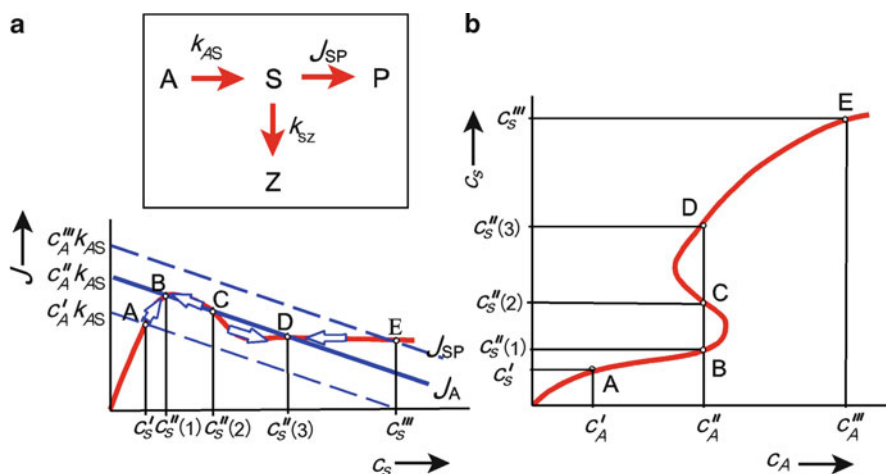 a
k_AS J_SP
A S P
k_sz
Z
J
c_A''' k_AS
c_A'' k_AS
c_A' k_AS
A B C D E
J_SP
J_A
c_s' c_s''(1) c_s''(2) c_s''(3) c_s'''
c_s
b
c_s'''
c_s
c_s''(3)
c_s''(2)
c_s''(1)
c_s'
E
D
C
B
A
c_A' c_A'' c_A'''
c_A